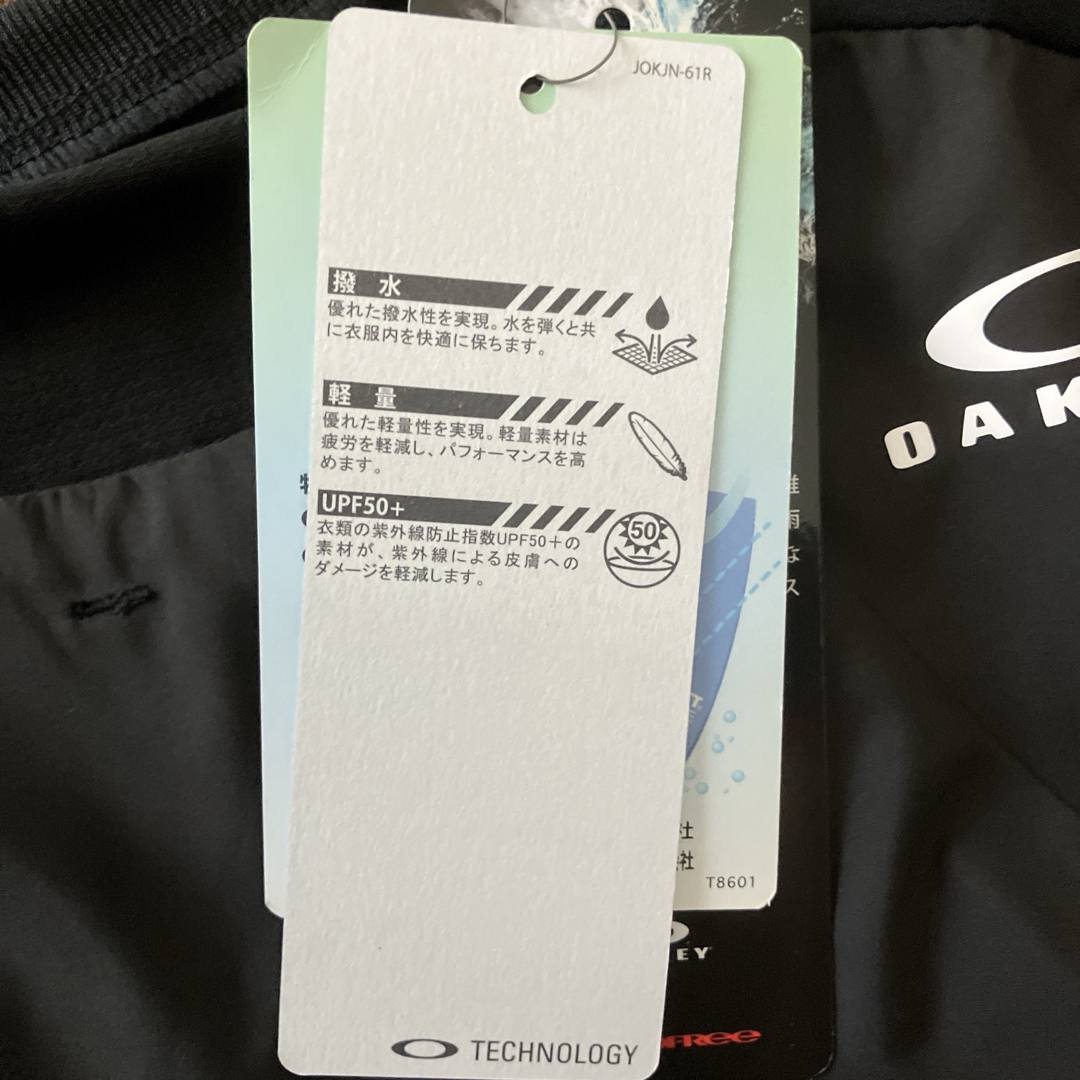 JOKJN-61R
撥水
優れた撥水性を実現。水を弾くと共
に衣服内を快適に保ちます。
軽量
優れた軽量性を実現。軽量素材は
疲労を軽減し、パフォーマンスを高
めます。
UPF50+
衣類の紫外線防止指数UPF50+の
素材が、紫外線による皮膚への
ダメージを軽減します。
50
TECHNOLOGY
T8601
社
社
EY
FREE
OAK